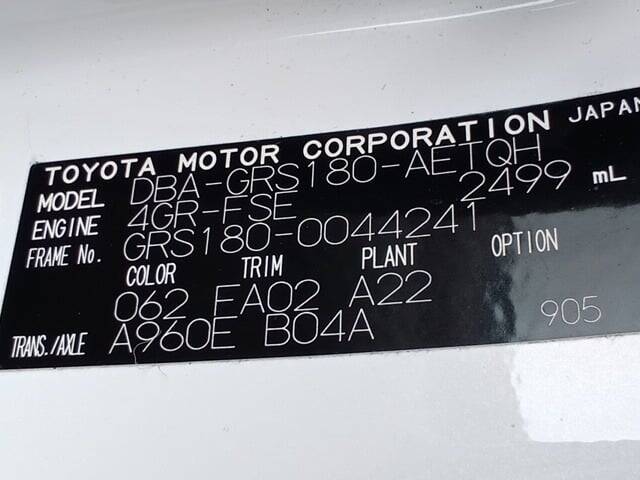 TOYOTA MOTOR CORPORATION JAPAN
MODEL DBA-GRS180-AETQH
ENGINE 4GR-FSE 2499 mL
FRAME No. GRS180-0044241
COLOR TRIM PLANT OPTION
062 FA02 A22
TRANS./AXLE A960E B04A 905